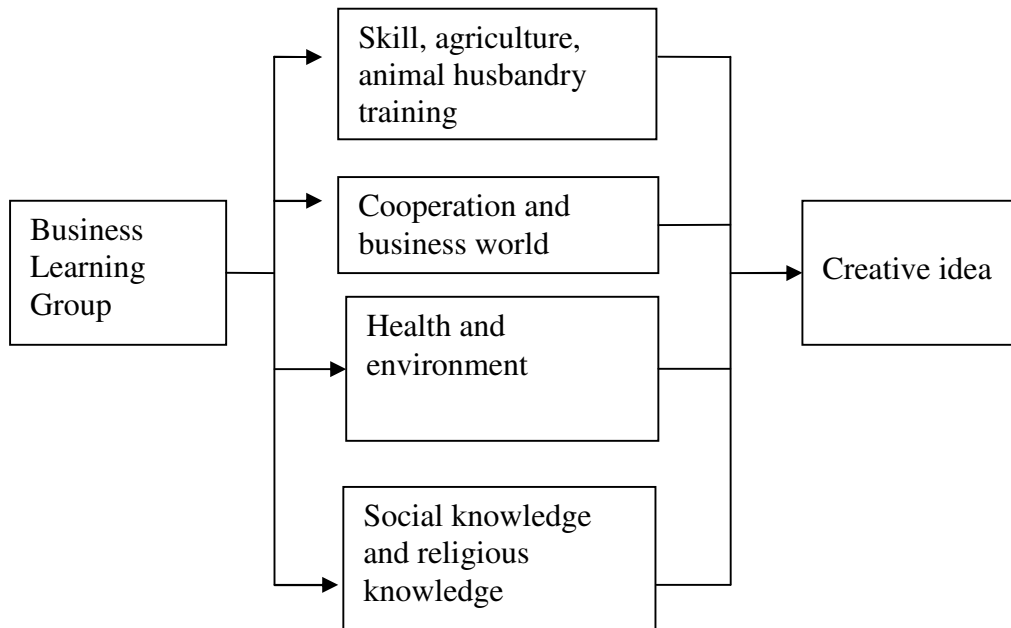 Business
Learning
Group
Skill, agriculture,
animal husbandry
training
Cooperation and
business world
Health and
environment
Social knowledge
and religious
knowledge
Creative idea